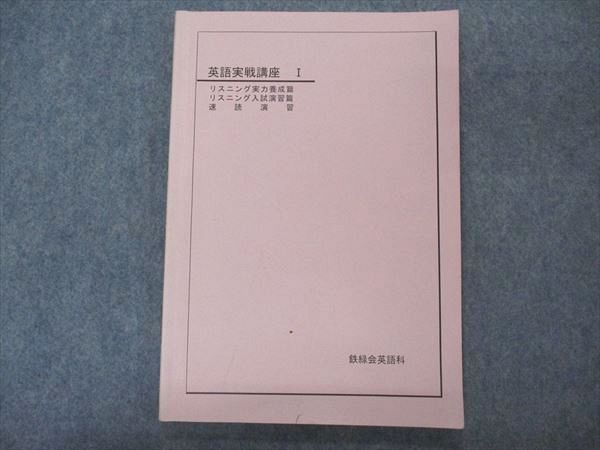 英語実戦講座 Ⅰ
リスニング実力養成篇
リスニング入試演習篇
速読演習
鉄緑会英語科